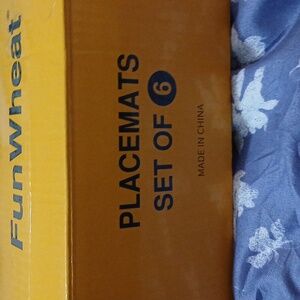 FunWheat
PLACEMATS
SET OF 6
MADE IN CHINA